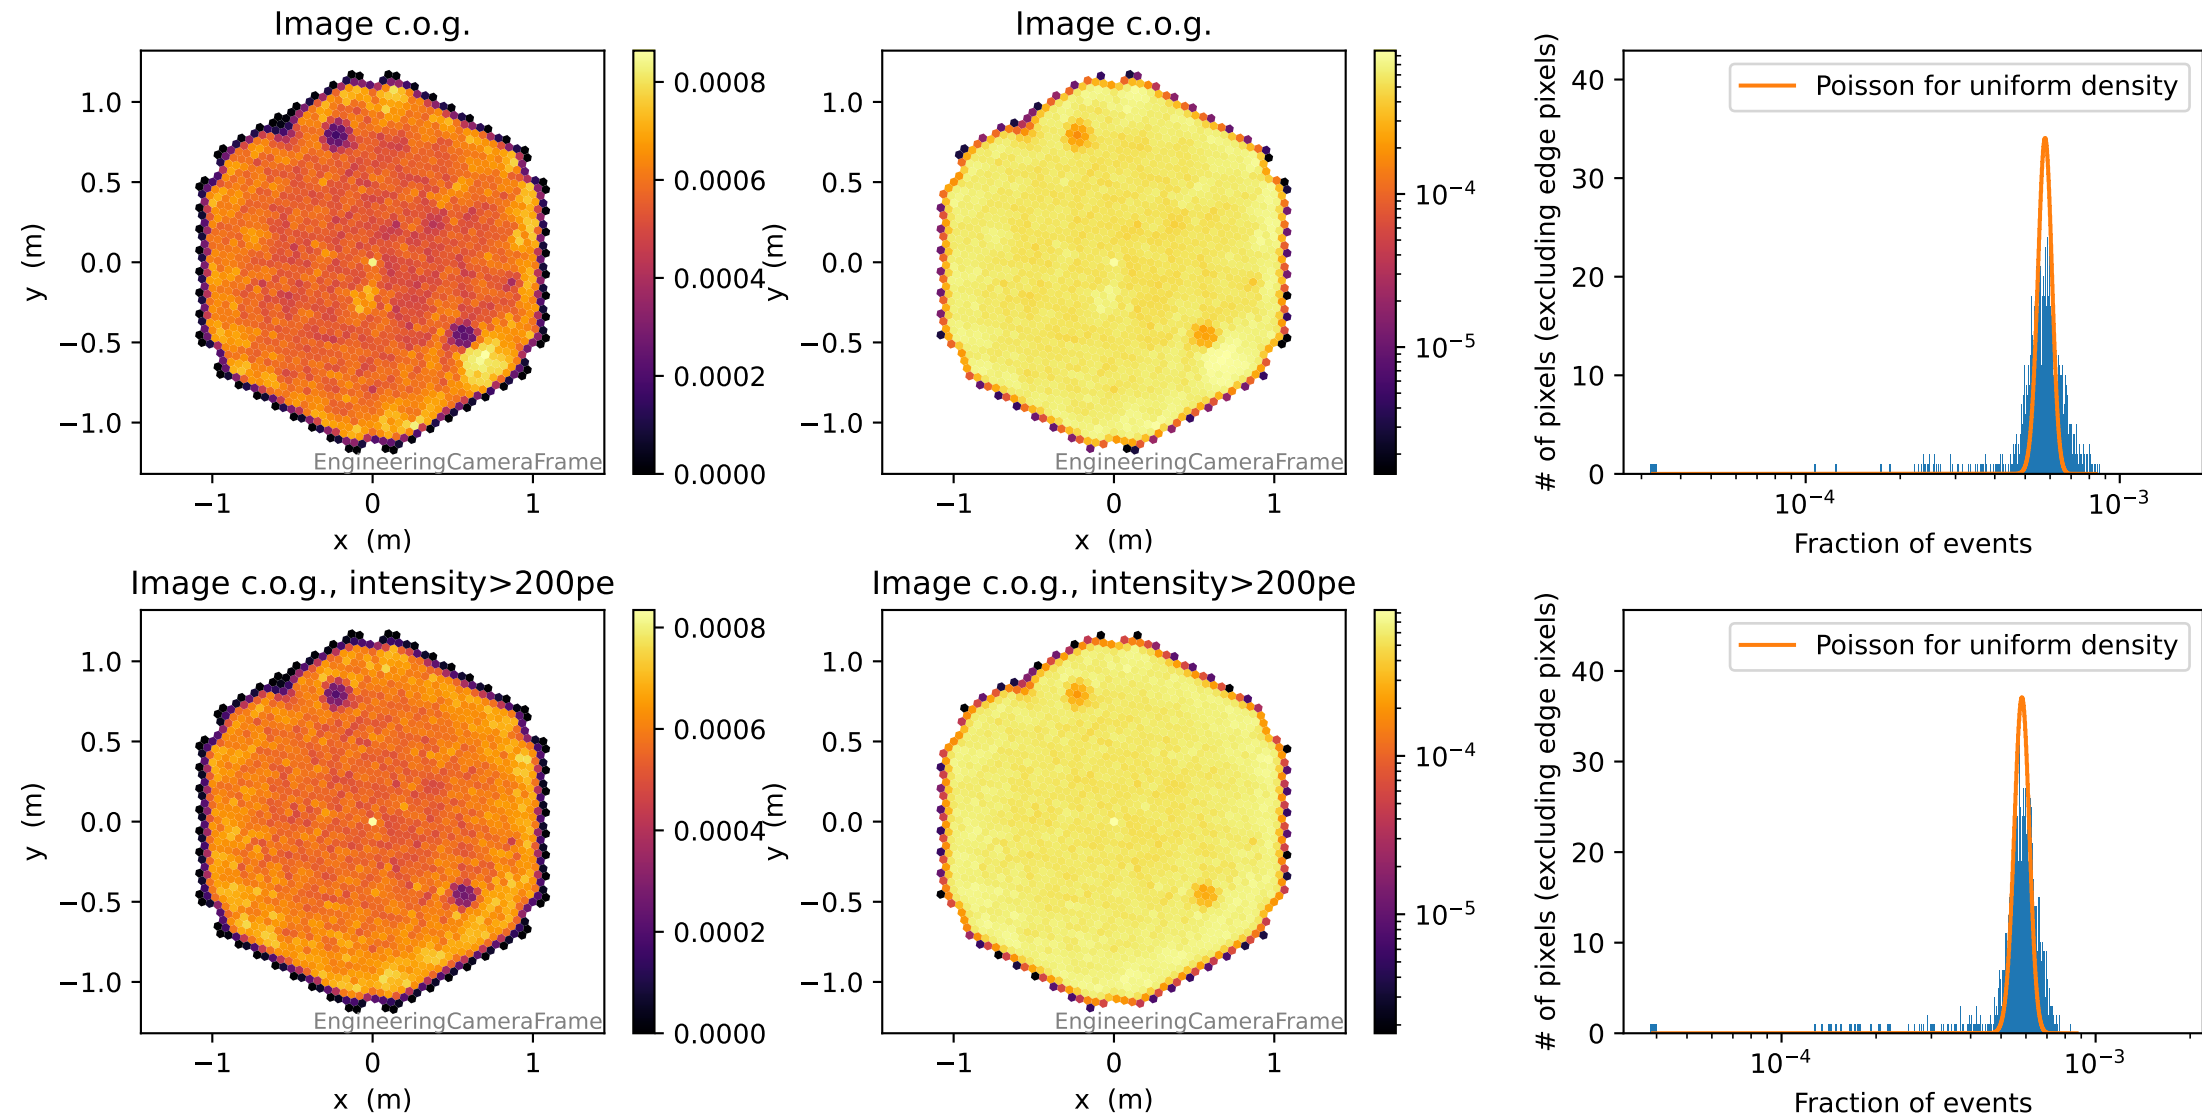 Image c.o.g.
1.0
0.5
0.0
−0.5
−1.0
y (m)
−1
0
1
x (m)
EngineeringCameraFrame
0.0008
0.0006
0.0004
0.0002
0.0000
Image c.o.g.
1.0
0.5
0.0
−0.5
−1.0
y (m)
−1
0
1
x (m)
EngineeringCameraFrame
10⁻⁴
10⁻⁵
Poisson for uniform density
40
30
20
10
0
# of pixels (excluding edge pixels)
10⁻⁴
10⁻³
Fraction of events
Image c.o.g., intensity>200pe
1.0
0.5
0.0
−0.5
−1.0
y (m)
−1
0
1
x (m)
EngineeringCameraFrame
0.0008
0.0006
0.0004
0.0002
0.0000
Image c.o.g., intensity>200pe
1.0
0.5
0.0
−0.5
−1.0
y (m)
−1
0
1
x (m)
EngineeringCameraFrame
10⁻⁴
10⁻⁵
Poisson for uniform density
40
30
20
10
0
# of pixels (excluding edge pixels)
10⁻⁴
10⁻³
Fraction of events